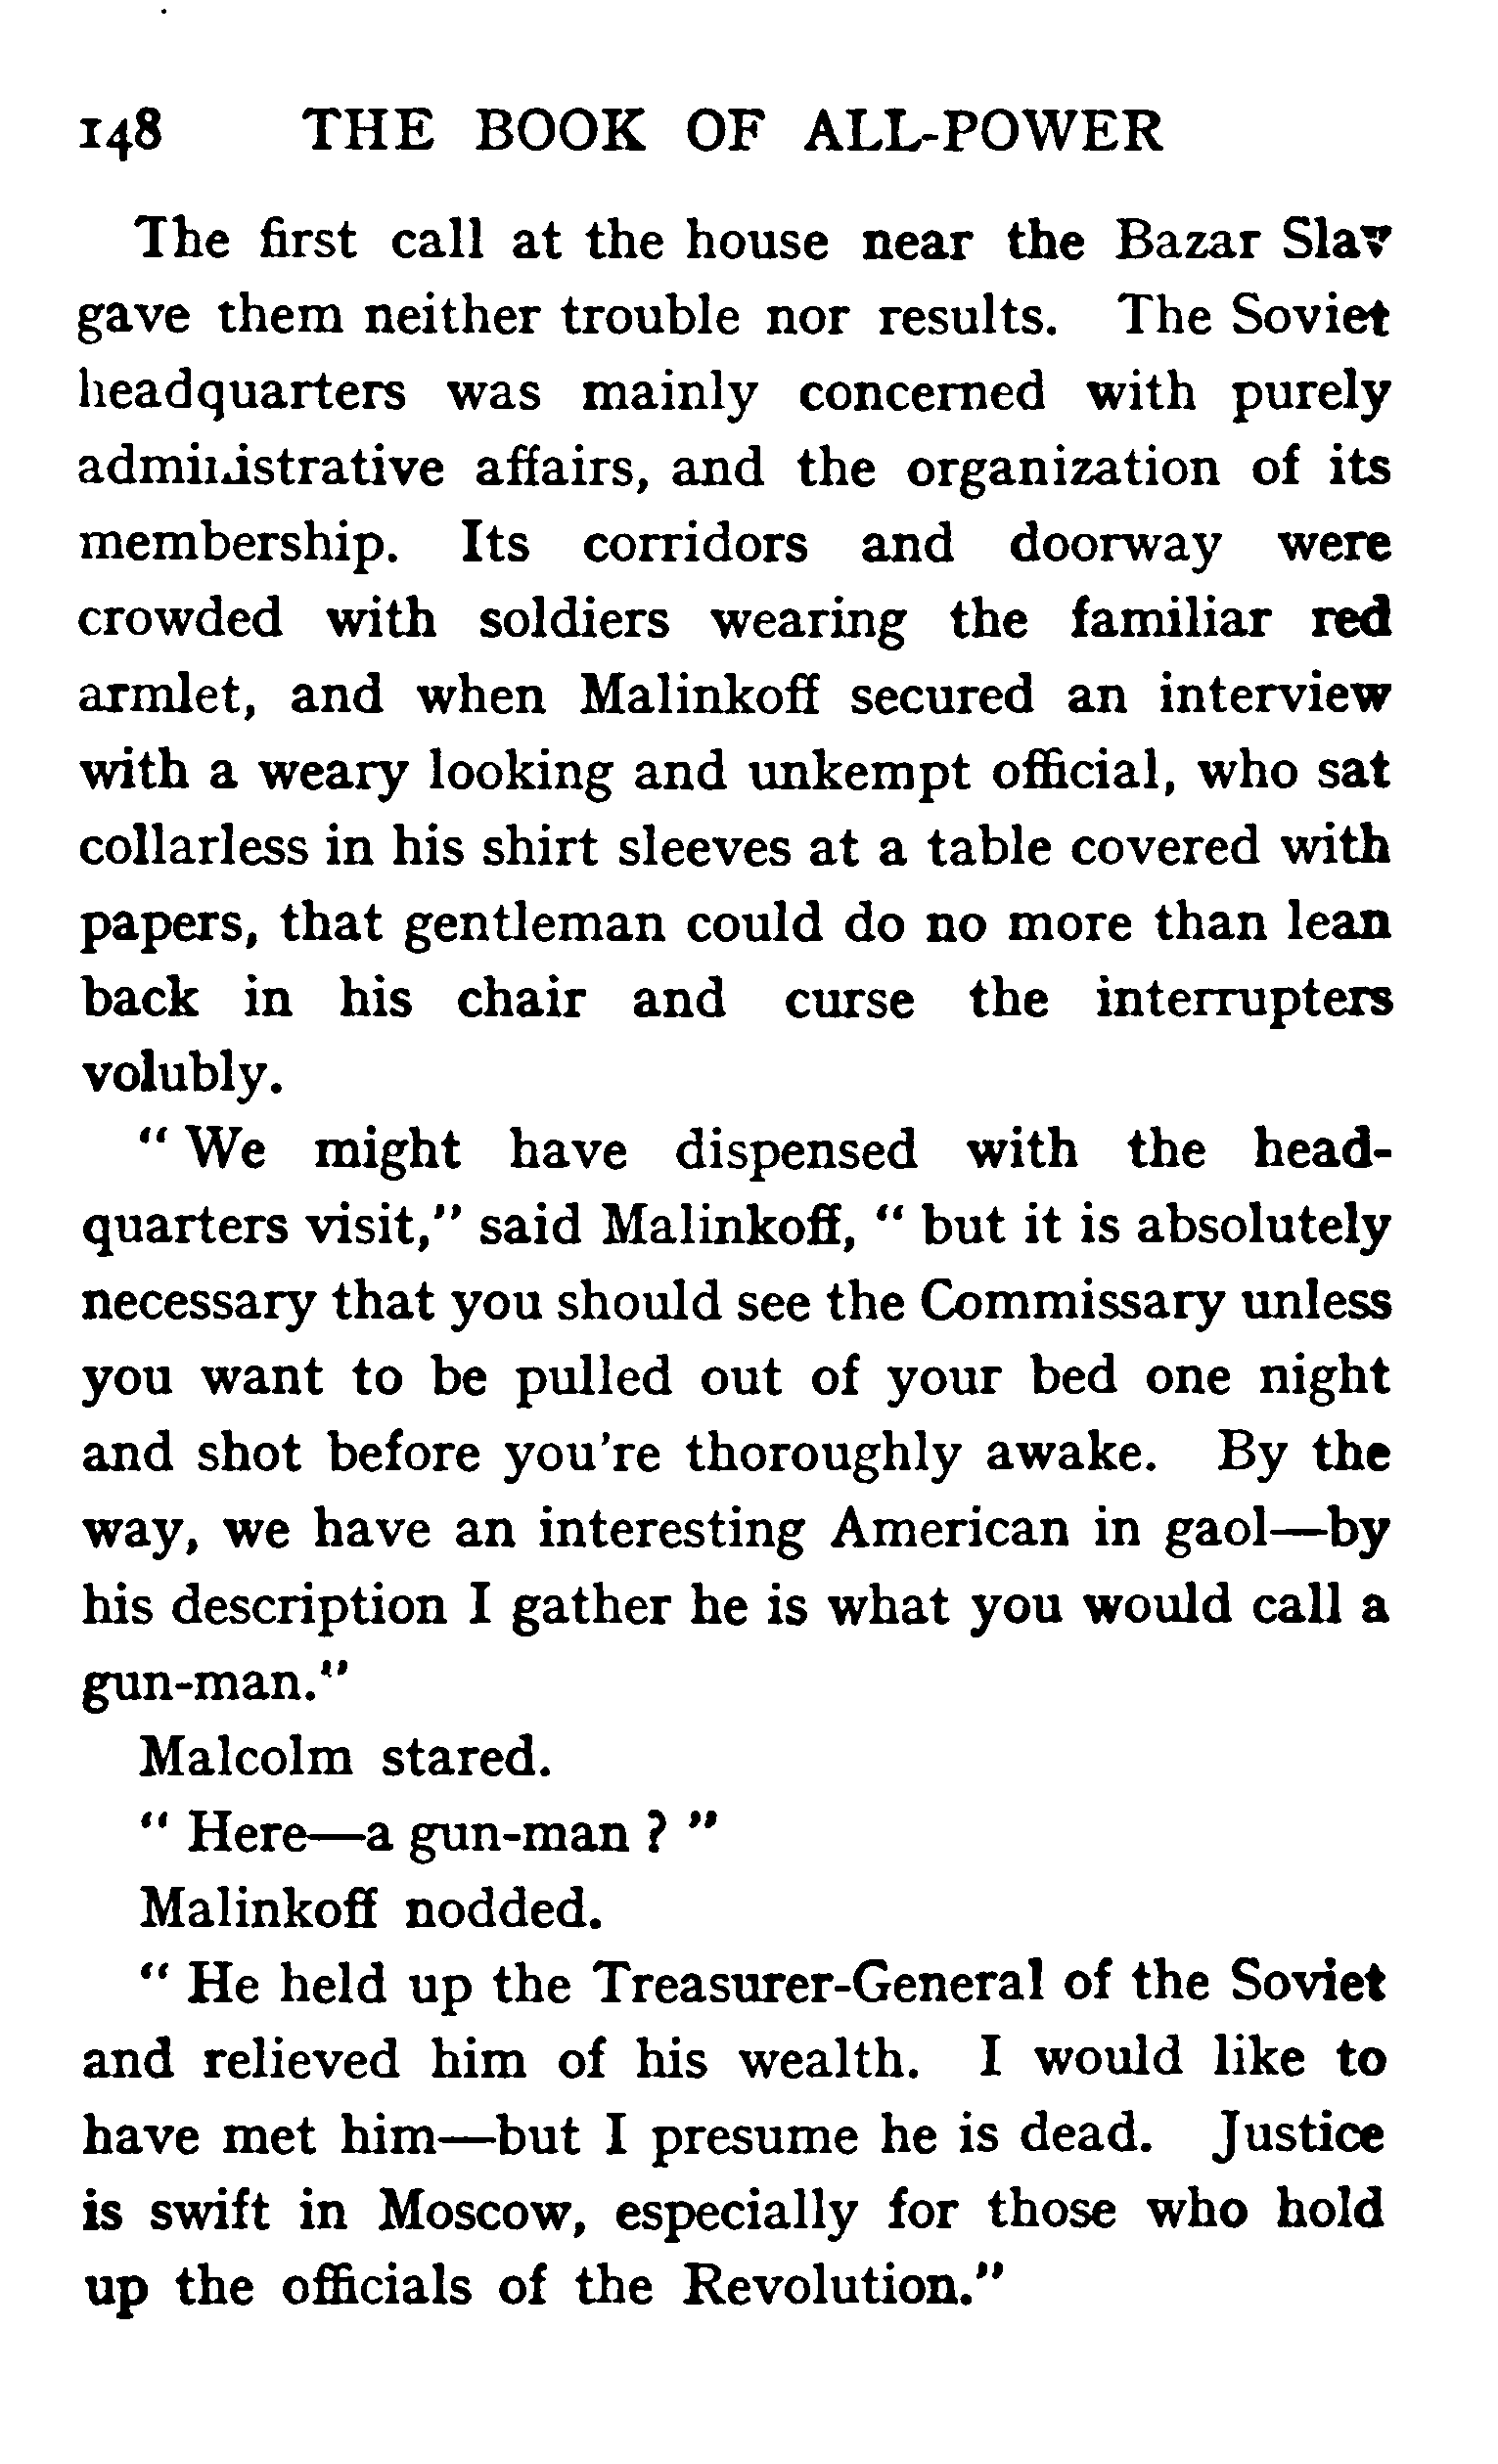 148 THE BOOK OF ALL-POWER
The first call at the house near the Bazar Slav
gave them neither trouble nor results. The Soviet
headquarters was mainly concerned with purely
administrative affairs, and the organization of its
membership. Its corridors and doorway were
crowded with soldiers wearing the familiar red
armlet, and when Malinkoff secured an interview
with a weary looking and unkempt official, who sat
collarless in his shirt sleeves at a table covered with
papers, that gentleman could do no more than lean
back in his chair and curse the interrupters
volubly.
" We might have dispensed with the head-
quarters visit," said Malinkoff, " but it is absolutely
necessary that you should see the Commissary unless
you want to be pulled out of your bed one night
and shot before you're thoroughly awake. By the
way, we have an interesting American in gaol—by
his description I gather he is what you would call a
gun-man."
Malcolm stared.
" Here—a gun-man ? "
Malinkoff nodded.
" He held up the Treasurer-General of the Soviet
and relieved him of his wealth. I would like to
have met him—but I presume he is dead. Justice
is swift in Moscow, especially for those who hold
up the officials of the Revolution."